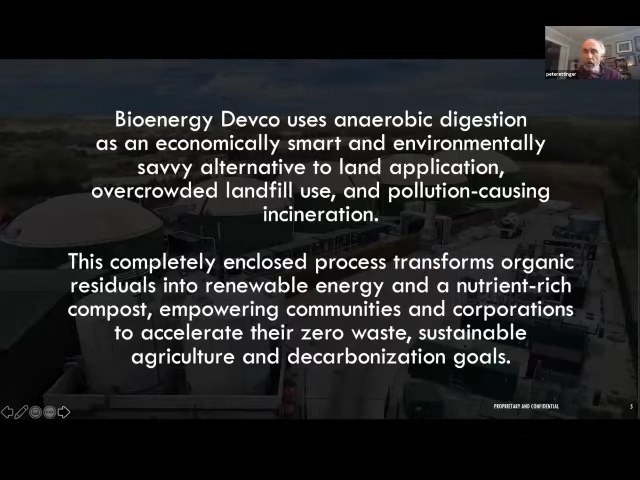 peterettinger
Bioenergy Devco uses anaerobic digestion
as an economically smart and environmentally
savvy alternative to land application,
overcrowded landfill use, and pollution-causing
incineration.
This completely enclosed process transforms organic
residuals into renewable energy and a nutrient-rich
compost, empowering communities and corporations
to accelerate their zero waste, sustainable
agriculture and decarbonization goals.
PROPRIETARY AND CONFIDENTIAL
5